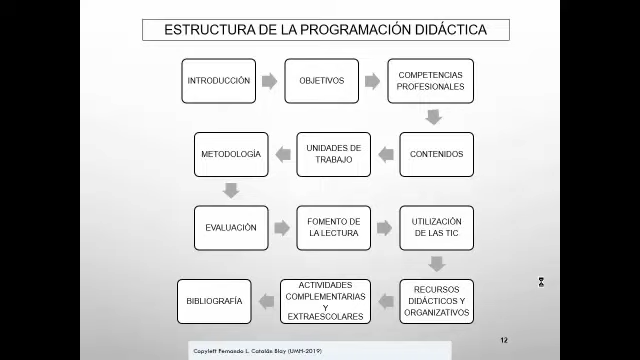 ESTRUCTURA DE LA PROGRAMACIÓN DIDÁCTICA
INTRODUCCIÓN
OBJETIVOS
COMPETENCIAS
PROFESIONALES
CONTENIDOS
UNIDADES DE
TRABAJO
METODOLOGÍA
EVALUACIÓN
FOMENTO DE
LA LECTURA
UTILIZACIÓN
DE LAS TIC
RECURSOS
DIDÁCTICOS Y
ORGANIZATIVOS
ACTIVIDADES
COMPLEMENTARIAS
Y
EXTRAESCOLARES
BIBLIOGRAFÍA
12
Copyleft Fernando L. Catalán Blay (UMH-2019)